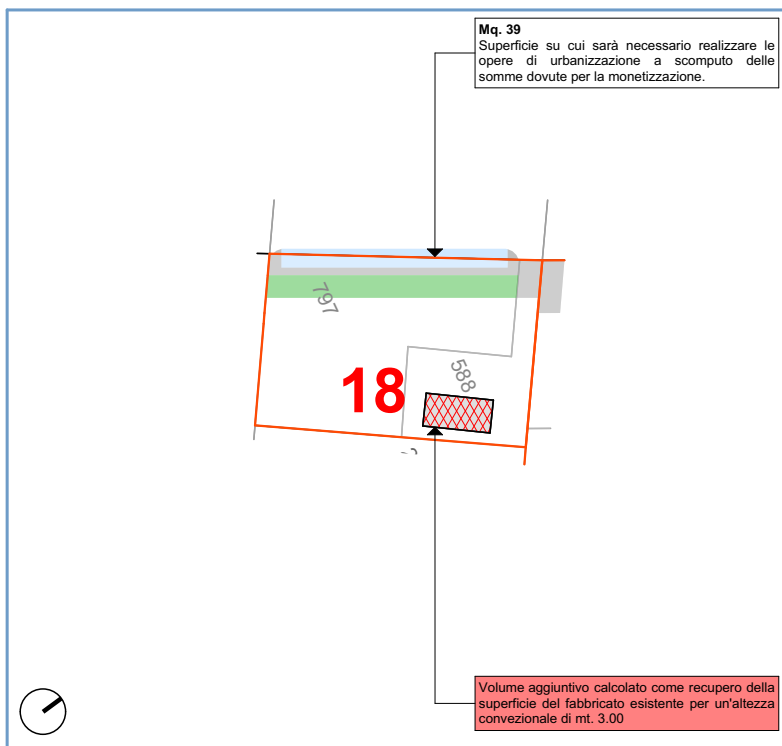 Mq. 39
Superficie su cui sarà necessario realizzare le
opere di urbanizzazione a scomputo delle
somme dovute per la monetizzazione.
797
588
18
Volume aggiuntivo calcolato come recupero della
superficie del fabbricato esistente per un'altezza
convezionale di mt. 3.00